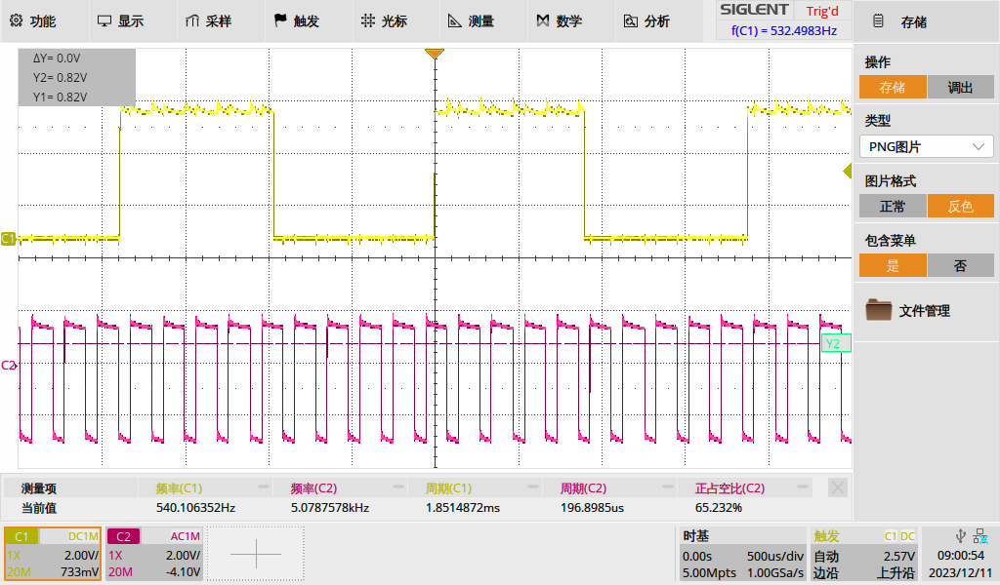 功能 显示 采样 触发 光标 测量 数学 分析 SIGLENT Trig'd 存储
f(C1) = 532.4983Hz
ΔY= 0.0V
Y2= 0.82V
Y1= 0.82V
操作
存储 调出
类型
PNG图片
图片格式
正常 反色
包含菜单
是 否
文件管理
C1
Y2
C2
测量项 频率(C1) 频率(C2) 周期(C1) 周期(C2) 正占空比(C2)
当前值 540.106352Hz 5.0787578kHz 1.8514872ms 196.8985us 65.232%
C1 DC1M C2 AC1M 时基 触发 C1 DC
1X 2.00V/ 1X 2.00V/ 0.00s 500us/div 自动 2.57V 09:00:54
20M 733mV 20M -4.10V 5.00Mpts 1.00GSa/s 边沿 上升沿 2023/12/11